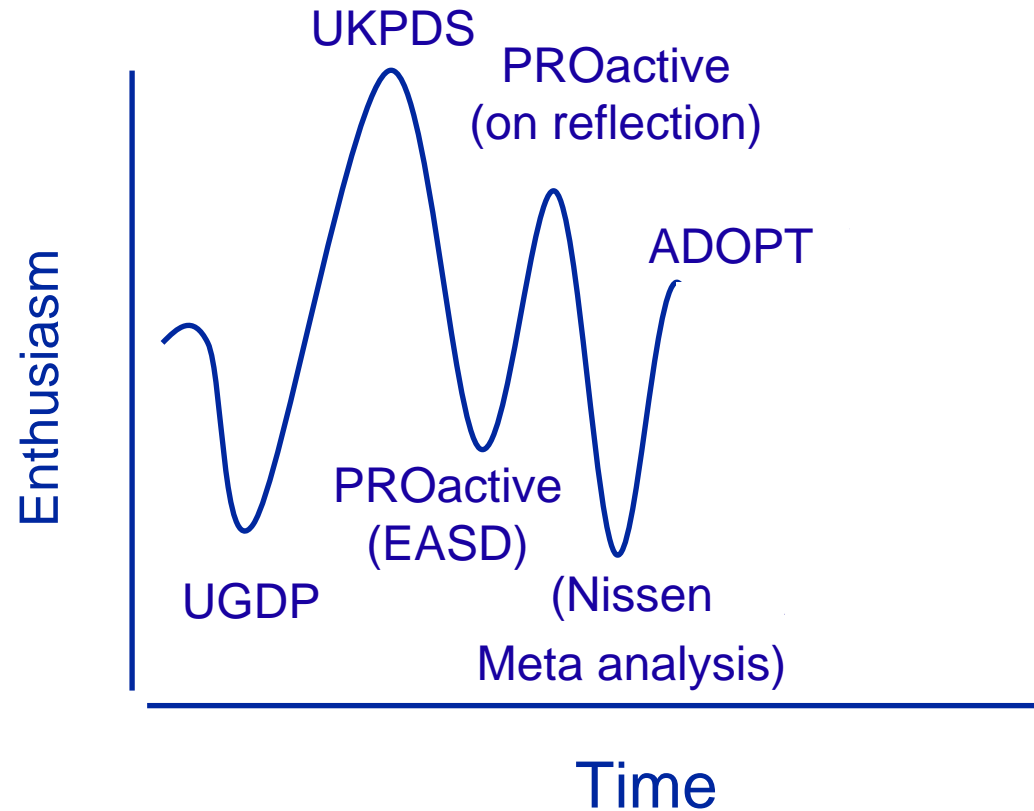 UKPDS
PROactive
(on reflection)
ADOPT
Enthusiasm
PROactive
(EASD)
UGDP
(Nissen
Meta analysis)
Time